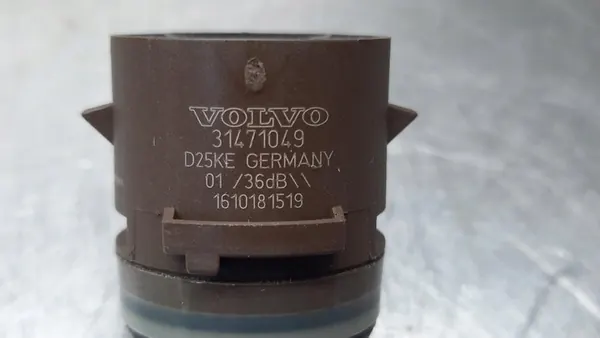 VOLVO
31471049
D25KE GERMANY
01 /36dB\\
1610181519